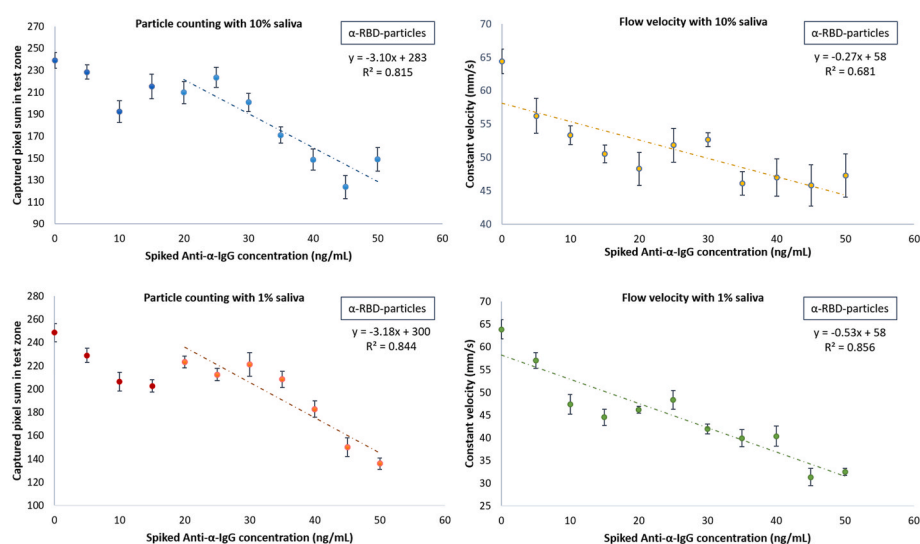 Particle counting with 10% saliva
α-RBD-particles
y = -3.10x + 283
R² = 0.815
Captured pixel sum in test zone
270
250
230
210
190
170
150
130
110
90
0 10 20 30 40 50 60
Spiked Anti-α-IgG concentration (ng/mL)
Flow velocity with 10% saliva
α-RBD-particles
y = -0.27x + 58
R² = 0.681
Constant velocity (mm/s)
70
65
60
55
50
45
40
0 10 20 30 40 50 60
Spiked Anti-α-IgG concentration (ng/mL)
Particle counting with 1% saliva
α-RBD-particles
y = -3.18x + 300
R² = 0.844
Captured pixel sum in test zone
280
260
240
220
200
180
160
140
120
100
0 10 20 30 40 50 60
Spiked Anti-α-IgG concentration (ng/mL)
Flow velocity with 1% saliva
α-RBD-particles
y = -0.53x + 58
R² = 0.856
Constant velocity (mm/s)
70
65
60
55
50
45
40
35
30
25
0 10 20 30 40 50 60
Spiked Anti-α-IgG concentration (ng/mL)